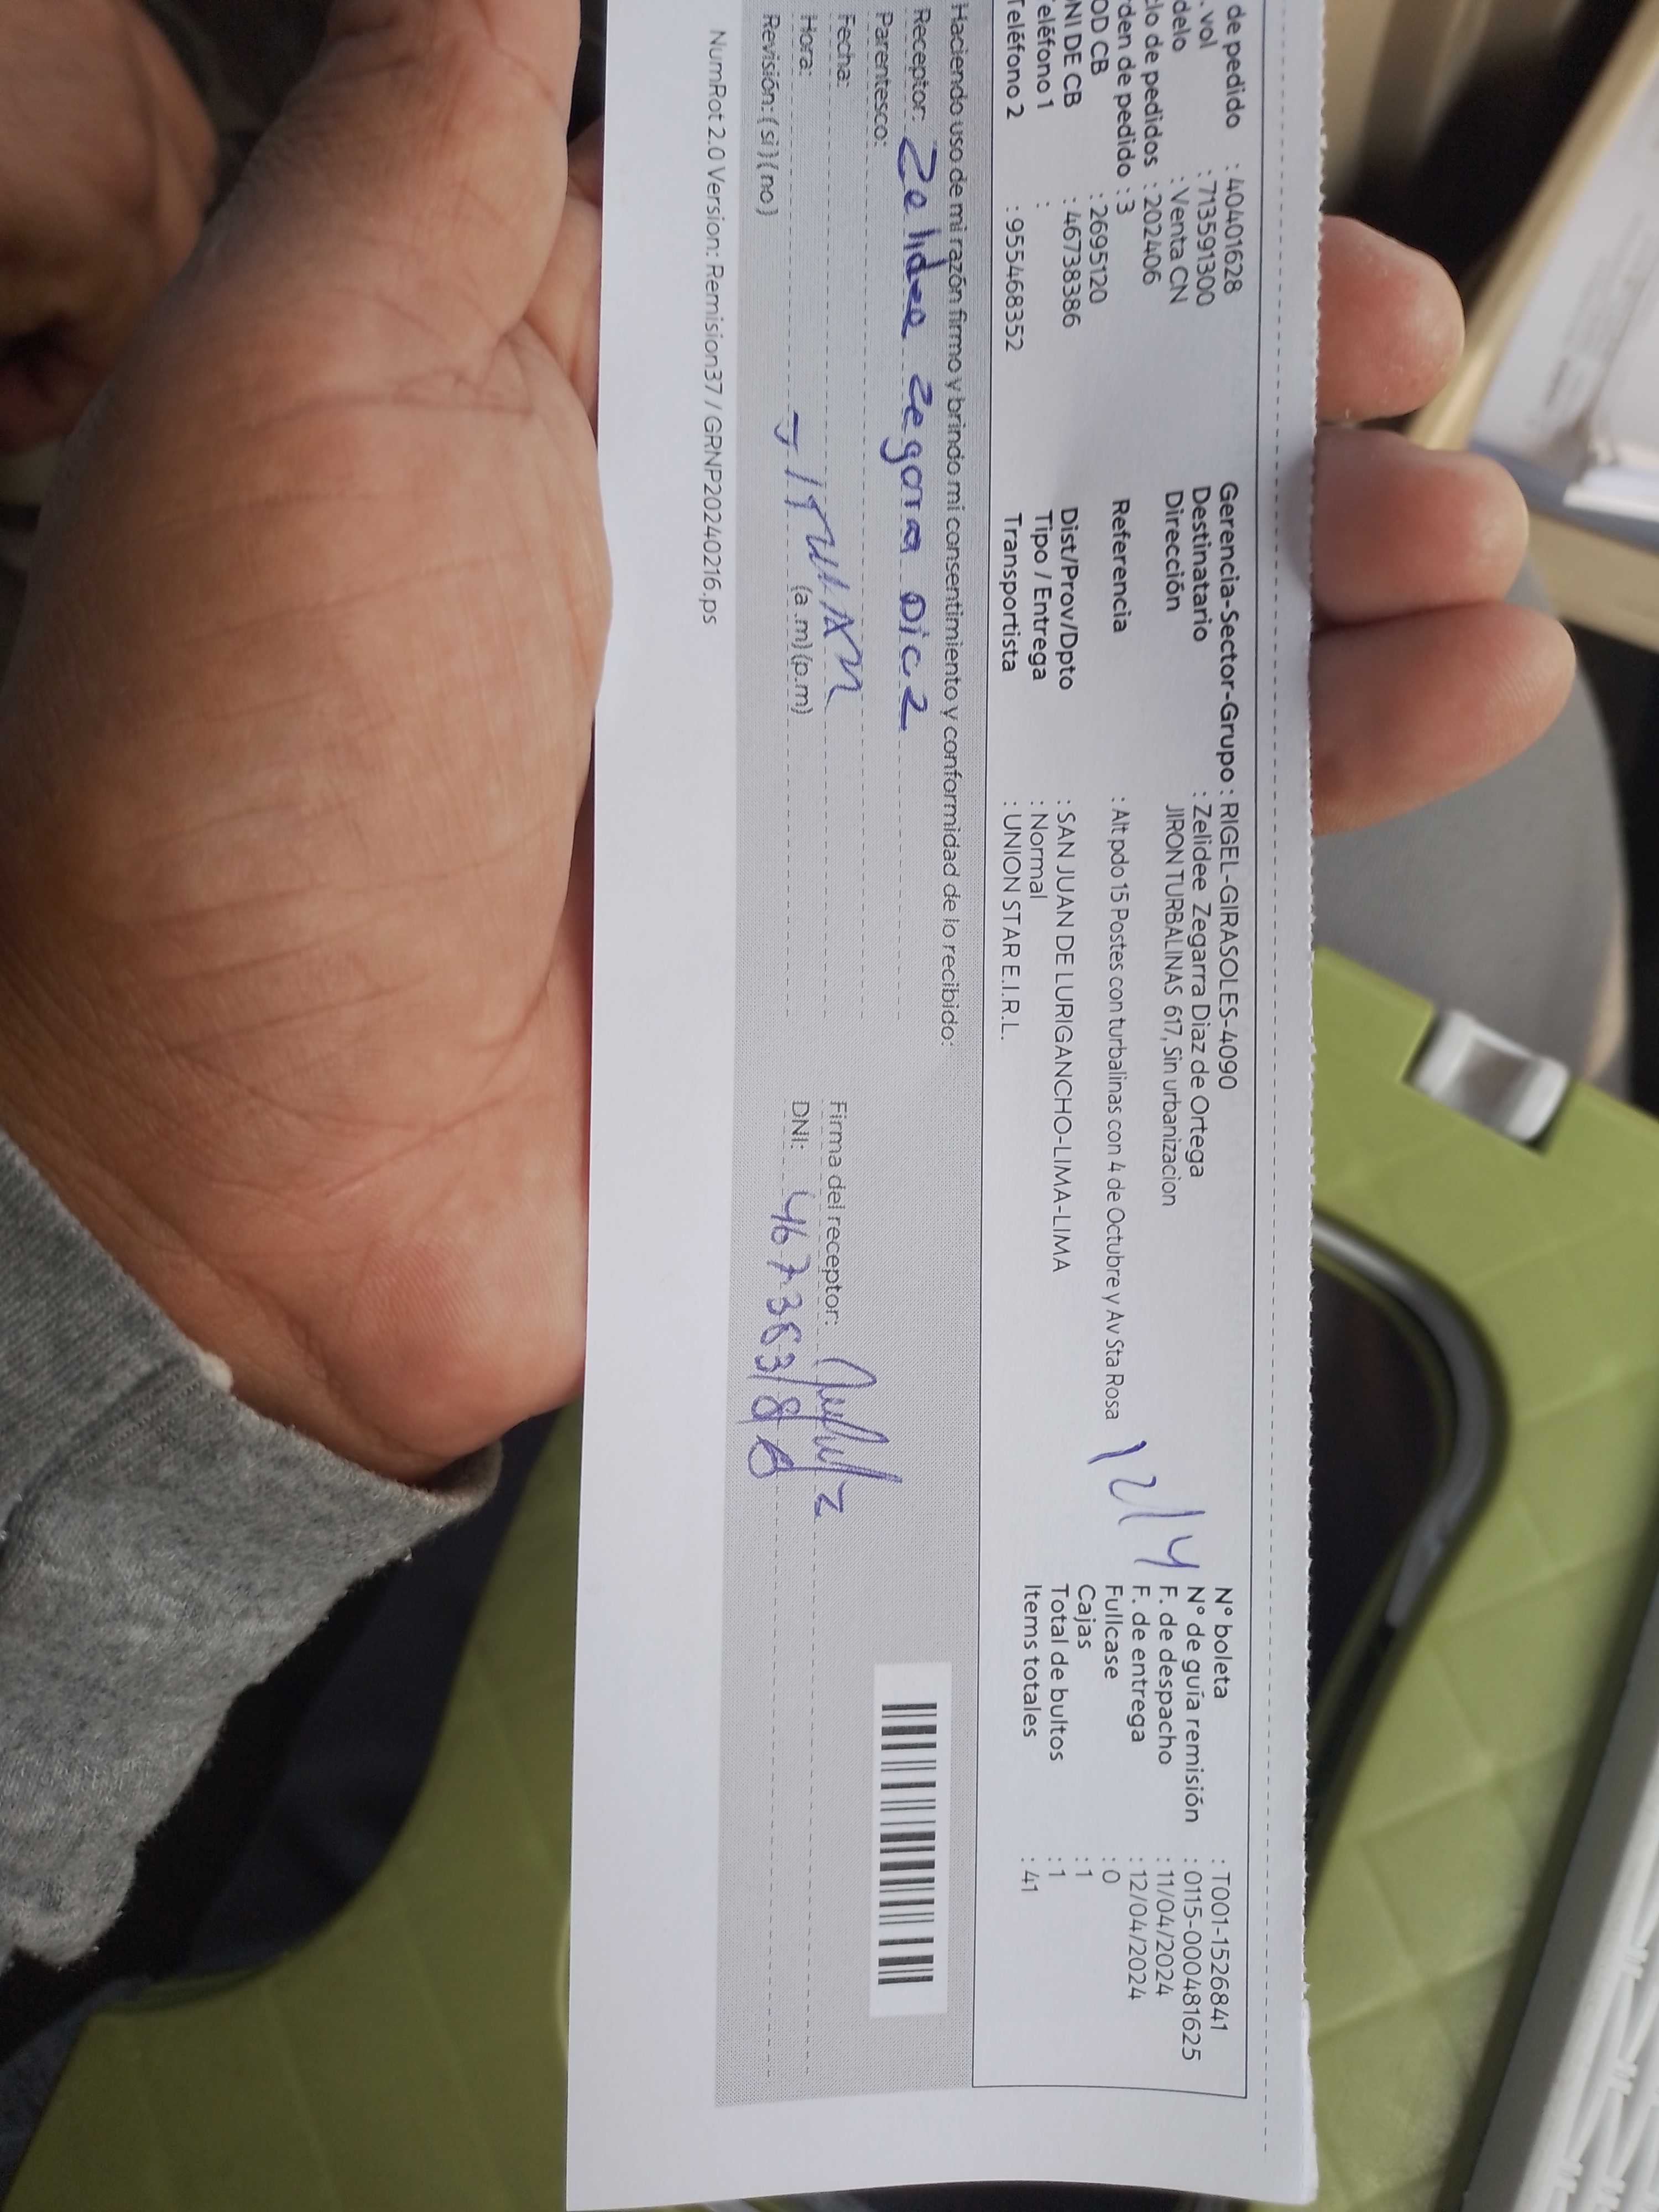 de pedido : 40401628
. vol : 713591300
delo : Venta CN
clo de pedidos : 202406
rden de pedido : 3
OD CB : 2695120
NI DE CB : 46738386
eléfono 1 :
Teléfono 2 : 955468352
Gerencia-Sector-Grupo : RIGEL-GIRASOLES-4090
Destinatario : Zelidee Zegarra Diaz de Ortega
Dirección JIRON TURBALINAS 617, Sin urbanizacion
Referencia : Alt pdo 15 Postes con turbalinas con 4 de Octubre y Av Sta Rosa
Dist/Prov/Dpto : SAN JUAN DE LURIGANCHO-LIMA-LIMA
Tipo / Entrega : Normal
Transportista : UNION STAR E.I.R.L.
12/4
N° boleta : T001-1526841
N° de guía remisión : 0115-000481625
F. de despacho : 11/04/2024
F. de entrega : 12/04/2024
Fullcase : 0
Cajas : 1
Total de bultos : 1
Items totales : 41
Haciendo uso de mi razón firmo y brindo mi consentimiento y conformidad de lo recibido:
Receptor:
Parentesco:
Fecha:
Hora: (a.m)(p.m)
Revisión: ( si ) ( no )
Firma del receptor:
DNI:
NumRot 2.0 Version: Remision37 / GRNP20240216.ps